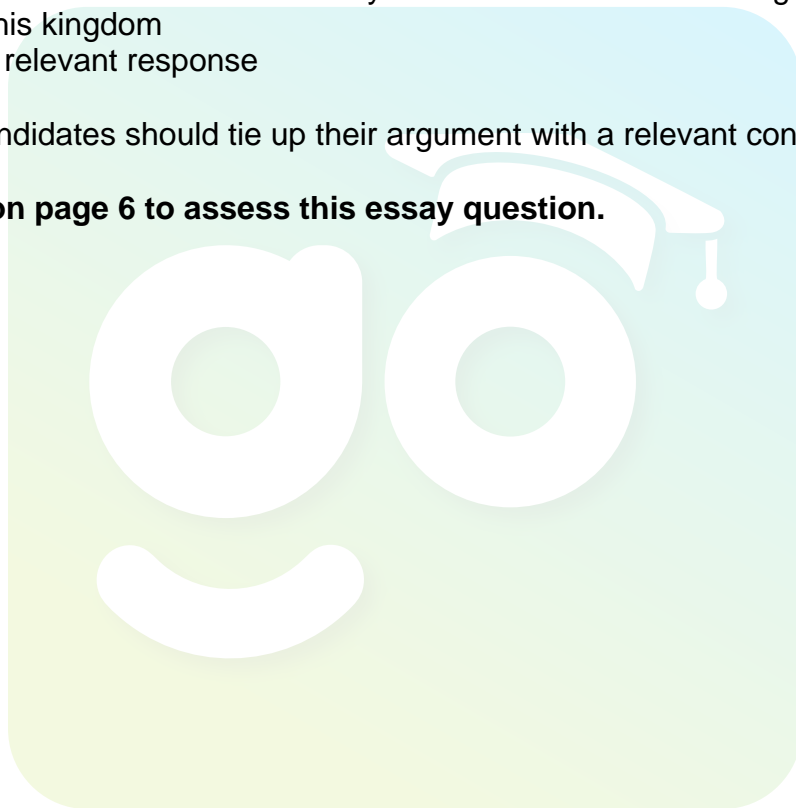 his kingdom
relevant response
ndidates should tie up their argument with a relevant con
on page 6 to assess this essay question.
go